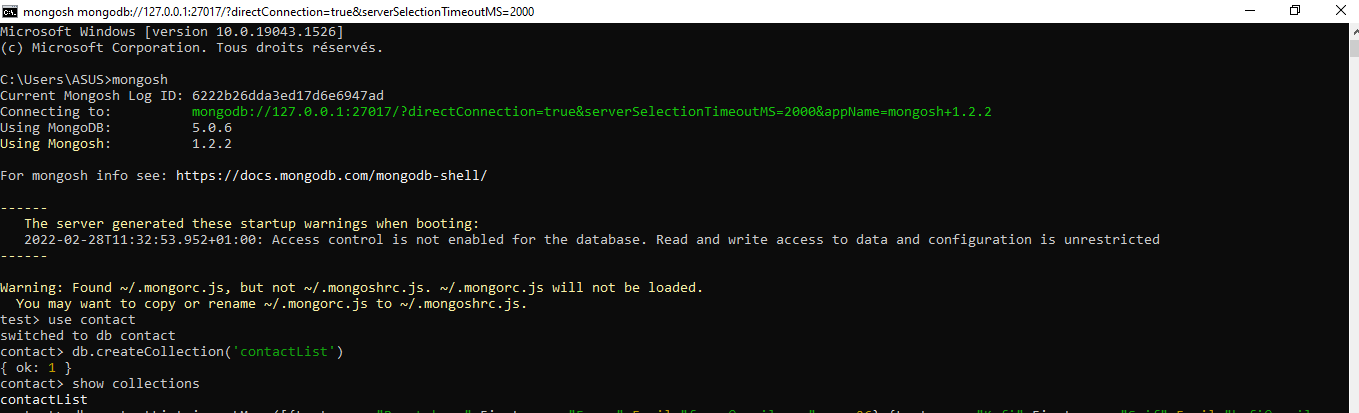 mongosh mongodb://127.0.0.1:27017/?directConnection=true&serverSelectionTimeoutMS=2000
Microsoft Windows [version 10.0.19043.1526]
(c) Microsoft Corporation. Tous droits réservés.
C:\Users\ASUS>mongosh
Current Mongosh Log ID: 6222b26dda3ed17d6e6947ad
Connecting to: mongodb://127.0.0.1:27017/?directConnection=true&serverSelectionTimeoutMS=2000&appName=mongosh+1.2.2
Using MongoDB: 5.0.6
Using Mongosh: 1.2.2
For mongosh info see: https://docs.mongodb.com/mongodb-shell/
------
The server generated these startup warnings when booting:
2022-02-28T11:32:53.952+01:00: Access control is not enabled for the database. Read and write access to data and configuration is unrestricted
------
Warning: Found ~/.mongorc.js, but not ~/.mongoshrc.js. ~/.mongorc.js will not be loaded.
You may want to copy or rename ~/.mongorc.js to ~/.mongoshrc.js.
test> use contact
switched to db contact
contact> db.createCollection('contactList')
{ ok: 1 }
contact> show collections
contactList